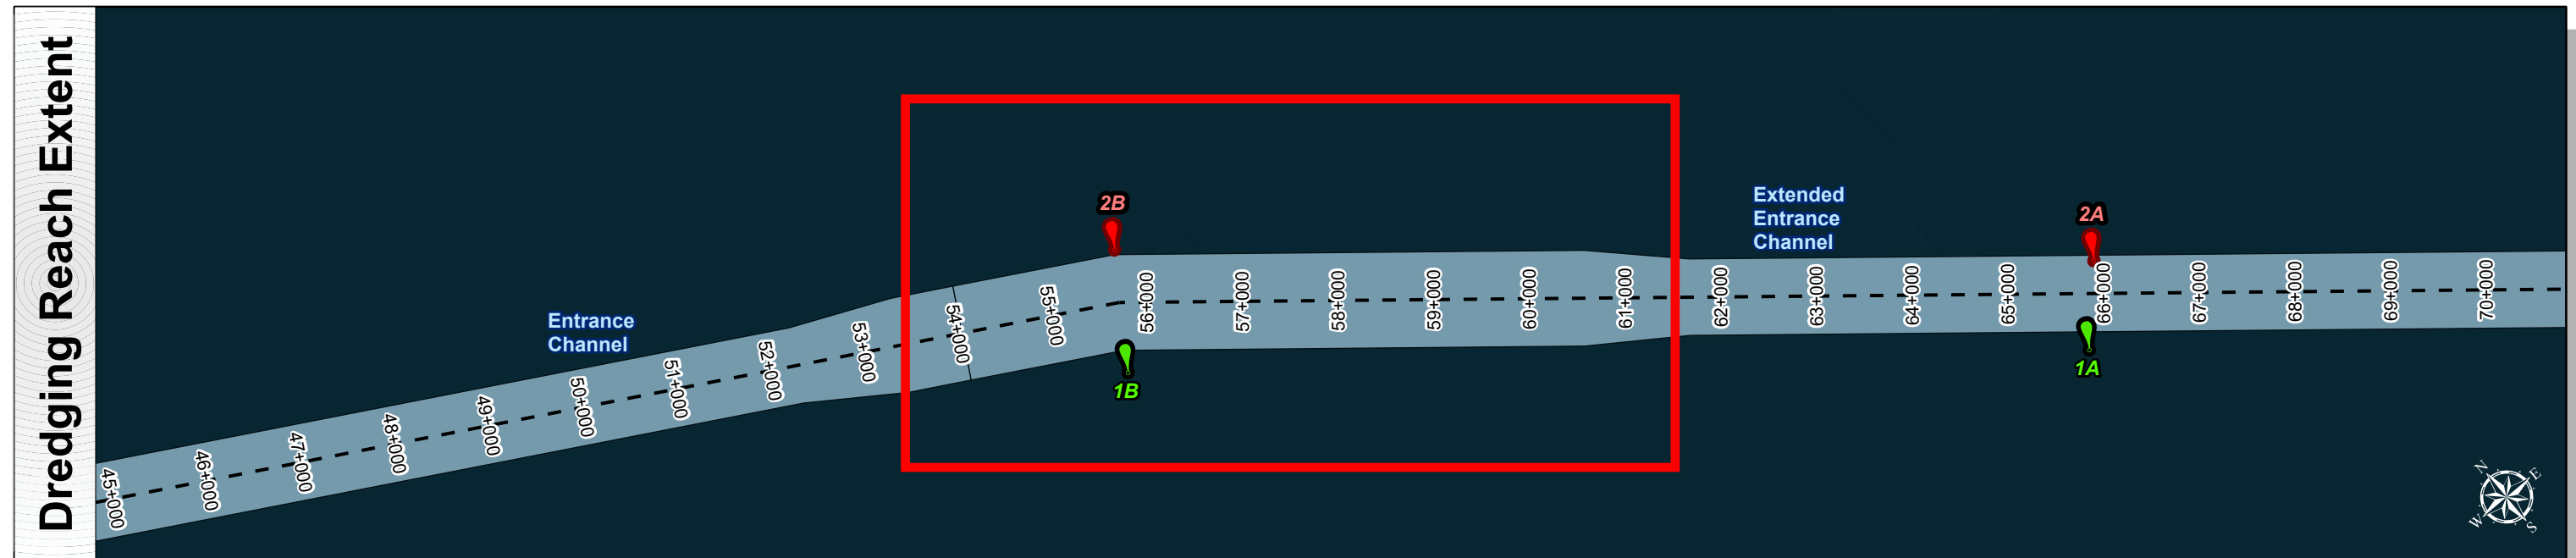 Dredging Reach Extent
2B
Extended
Entrance
Channel
2A
Entrance
Channel
45+000
46+000
47+000
48+000
49+000
50+000
51+000
52+000
53+000
54+000
55+000
56+000
57+000
58+000
59+000
60+000
61+000
62+000
63+000
64+000
65+000
66+000
67+000
68+000
69+000
70+000
1B
1A
N
E
W
S